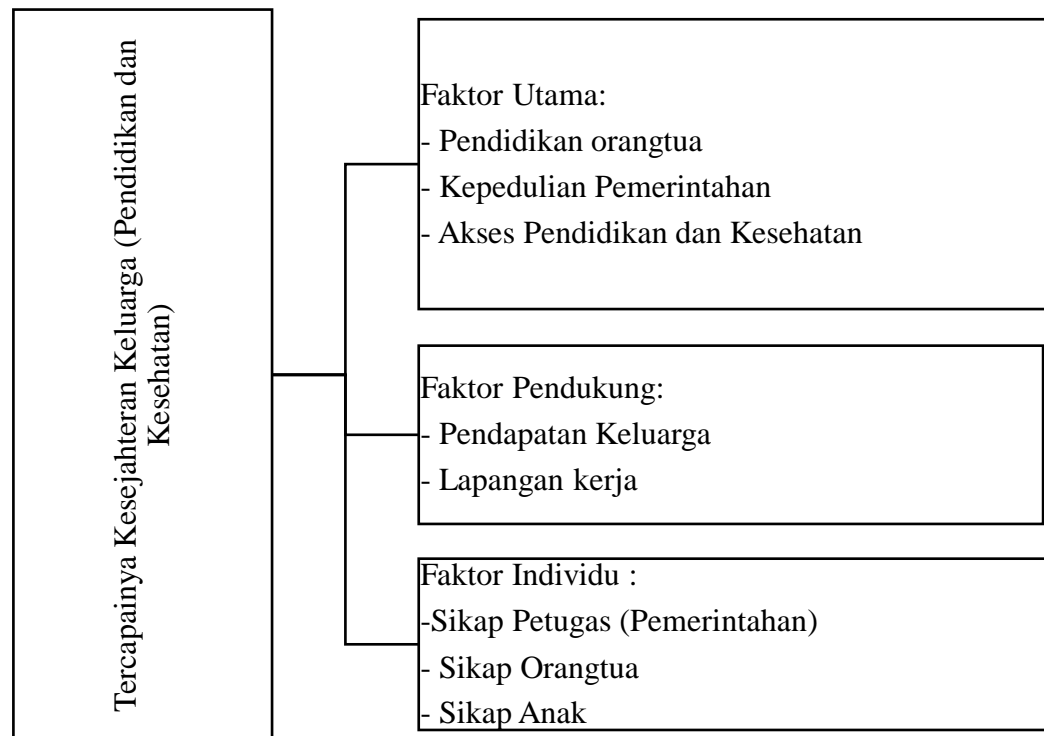 Tercapainya Kesejahteran Keluarga (Pendidikan dan
Kesehatan)
Faktor Utama:
- Pendidikan orangtua
- Kepedulian Pemerintahan
- Akses Pendidikan dan Kesehatan
Faktor Pendukung:
- Pendapatan Keluarga
- Lapangan kerja
Faktor Individu :
-Sikap Petugas (Pemerintahan)
- Sikap Orangtua
- Sikap Anak